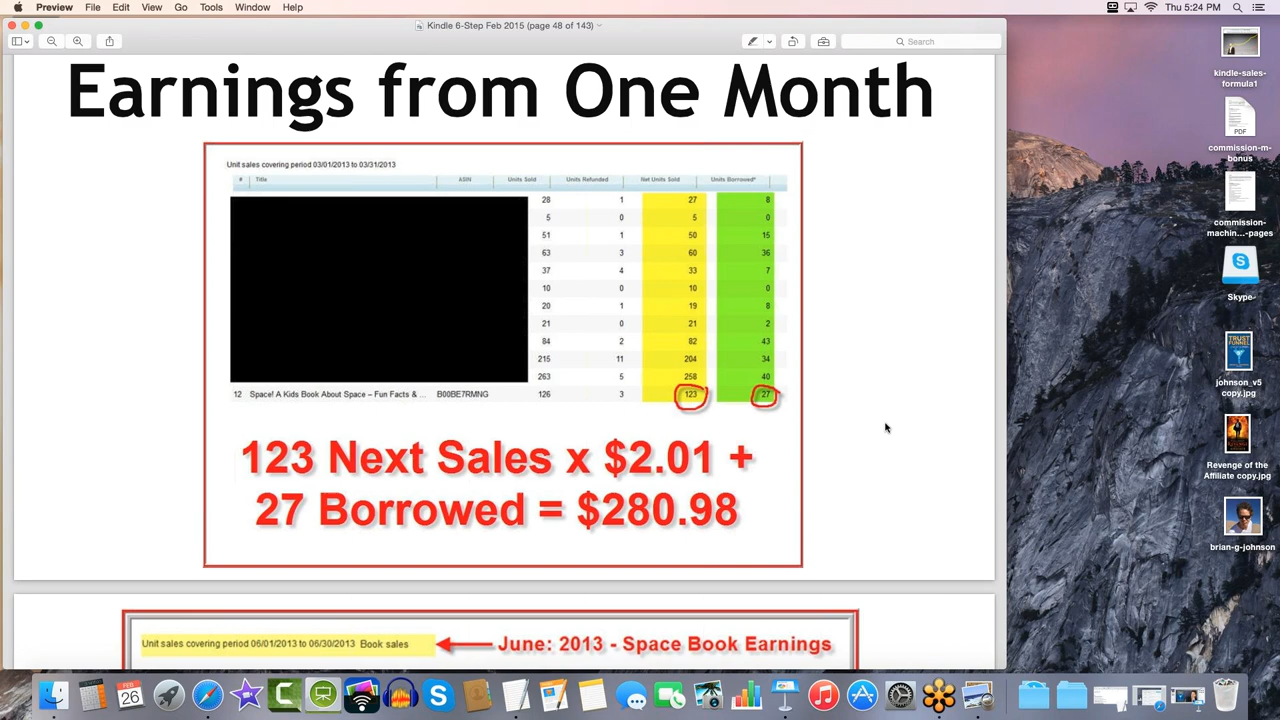 Preview File Edit View Go Tools Window Help
Thu 5:24 PM
Kindle 6-Step Feb 2015 (page 48 of 143)
Search
Earnings from One Month
Unit sales covering period 03/01/2013 to 03/31/2013
# Title ASIN Units Sold Units Refunded Net Units Sold Units Borrowed*
28 1 27 8
5 0 5 0
51 1 50 15
63 3 60 36
37 4 33 7
10 0 10 0
20 1 19 8
21 0 21 2
84 2 82 43
215 11 204 34
263 5 258 40
12 Space! A Kids Book About Space – Fun Facts & ... B00BE7RMNG 126 3 123 27
123 Next Sales x $2.01 +
27 Borrowed = $280.98
Unit sales covering period 06/01/2013 to 06/30/2013 Book sales
June: 2013 - Space Book Earnings
kindle-sales-
formula1
PDF
commission-m-
bonus
commission-
machin...-pages
Skype-
TRUST
FUNNEL
johnson_v5
copy.jpg
Revenge of the
Affiliate copy.jpg
brian-g-johnson
FEB
26